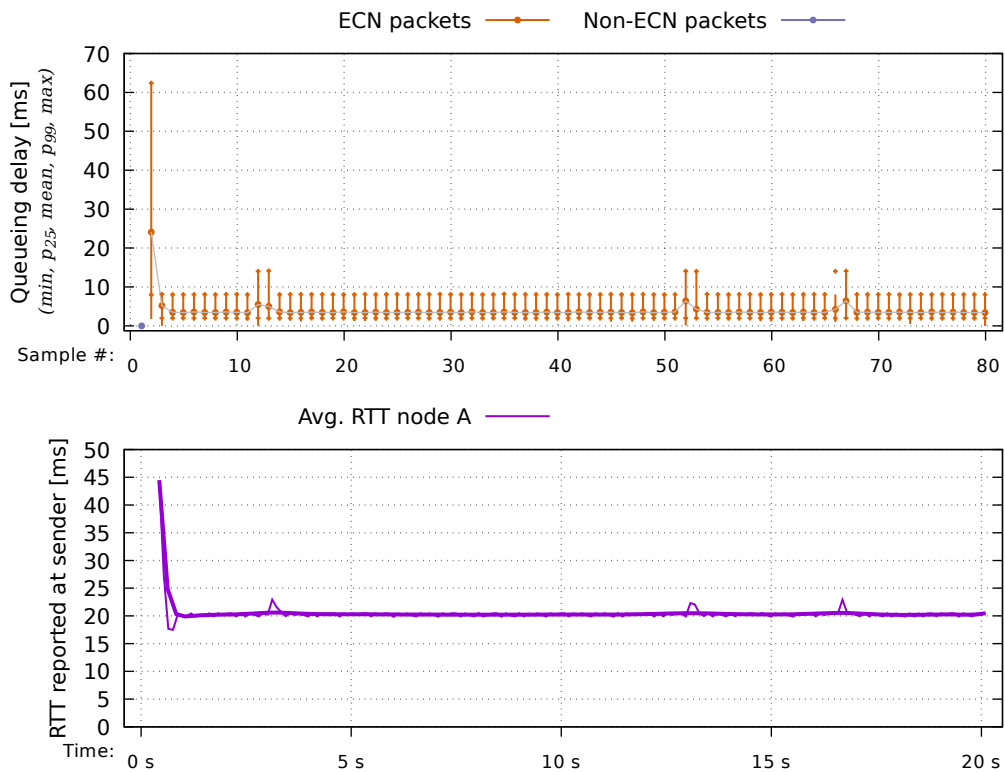 ECN packets Non-ECN packets
Queueing delay [ms]
(min, p25, mean, p99, max)
70
60
50
40
30
20
10
0
Sample #: 0 10 20 30 40 50 60 70 80
Avg. RTT node A
RTT reported at sender [ms]
50
45
40
35
30
25
20
15
10
5
0
Time: 0 s 5 s 10 s 15 s 20 s